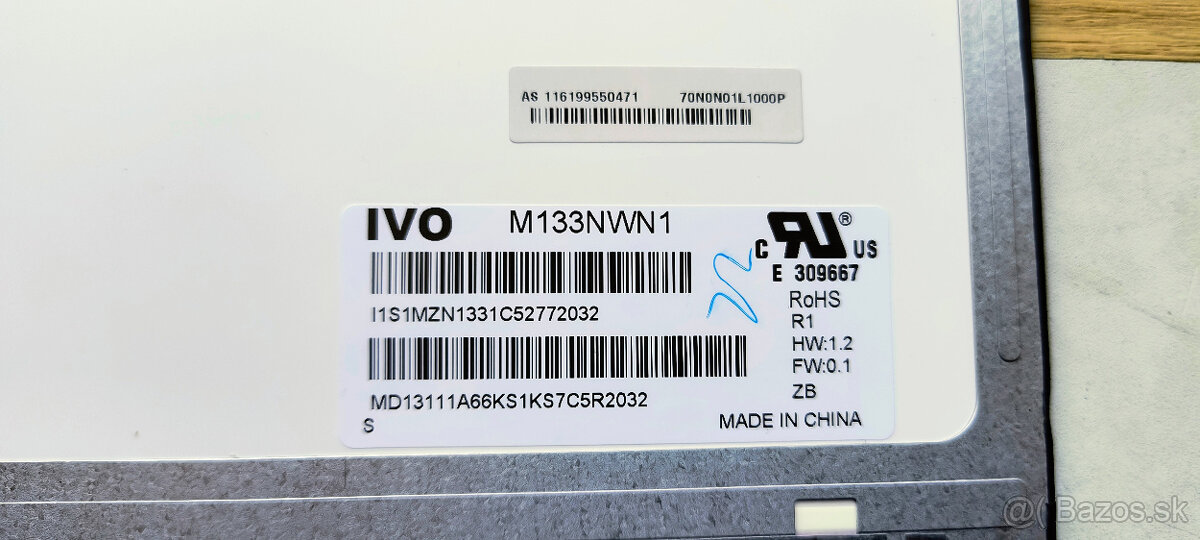 AS 116199550471 70N0N01L1000P
IVO M133NWN1
C RU ® US
E 309667
I1S1MZN1331C52772032
RoHS
R1
HW:1.2
FW:0.1
ZB
MD13111A66KS1KS7C5R2032
S
MADE IN CHINA
@ Bazos.sk